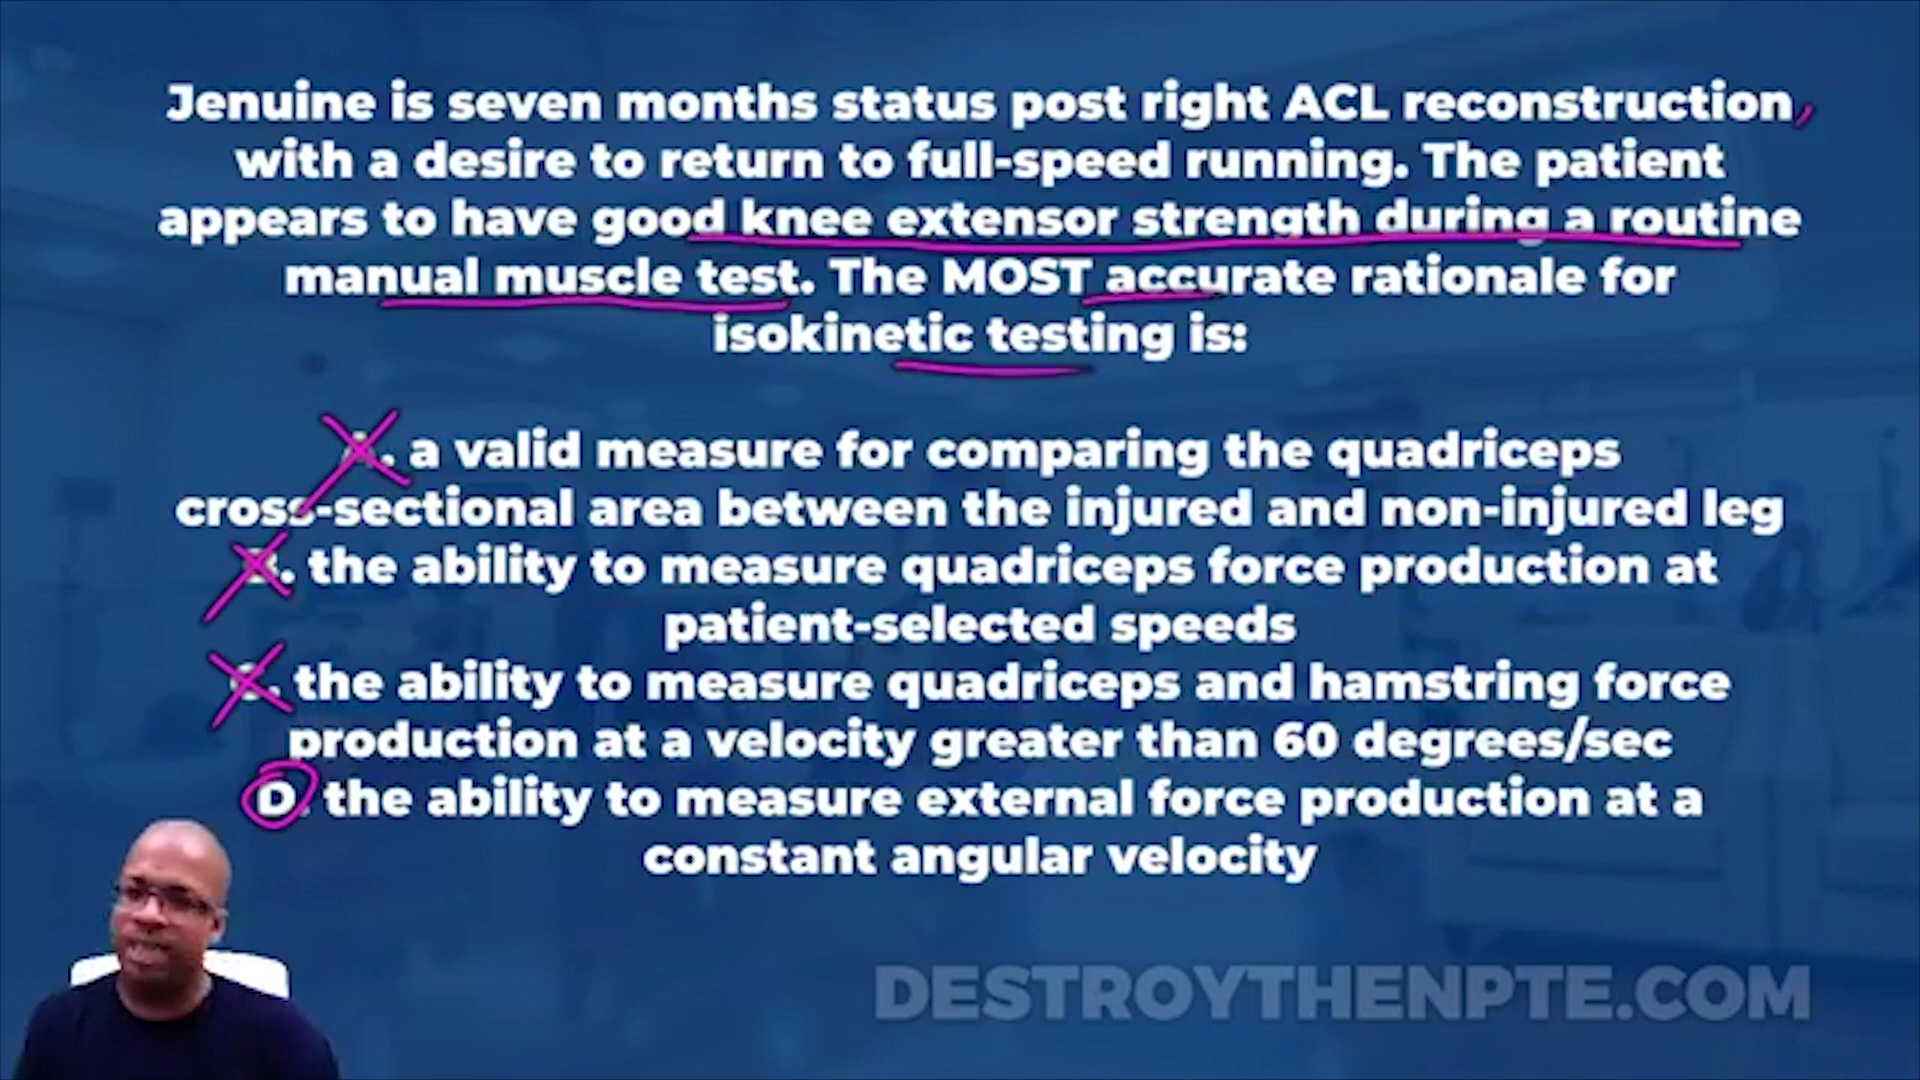 Jenuine is seven months status post right ACL reconstruction,
with a desire to return to full-speed running. The patient
appears to have good knee extensor strength during a routine
manual muscle test. The MOST accurate rationale for
isokinetic testing is:
A. a valid measure for comparing the quadriceps
cross-sectional area between the injured and non-injured leg
B. the ability to measure quadriceps force production at
patient-selected speeds
C. the ability to measure quadriceps and hamstring force
production at a velocity greater than 60 degrees/sec
D. the ability to measure external force production at a
constant angular velocity
DESTROYTHENPTE.COM